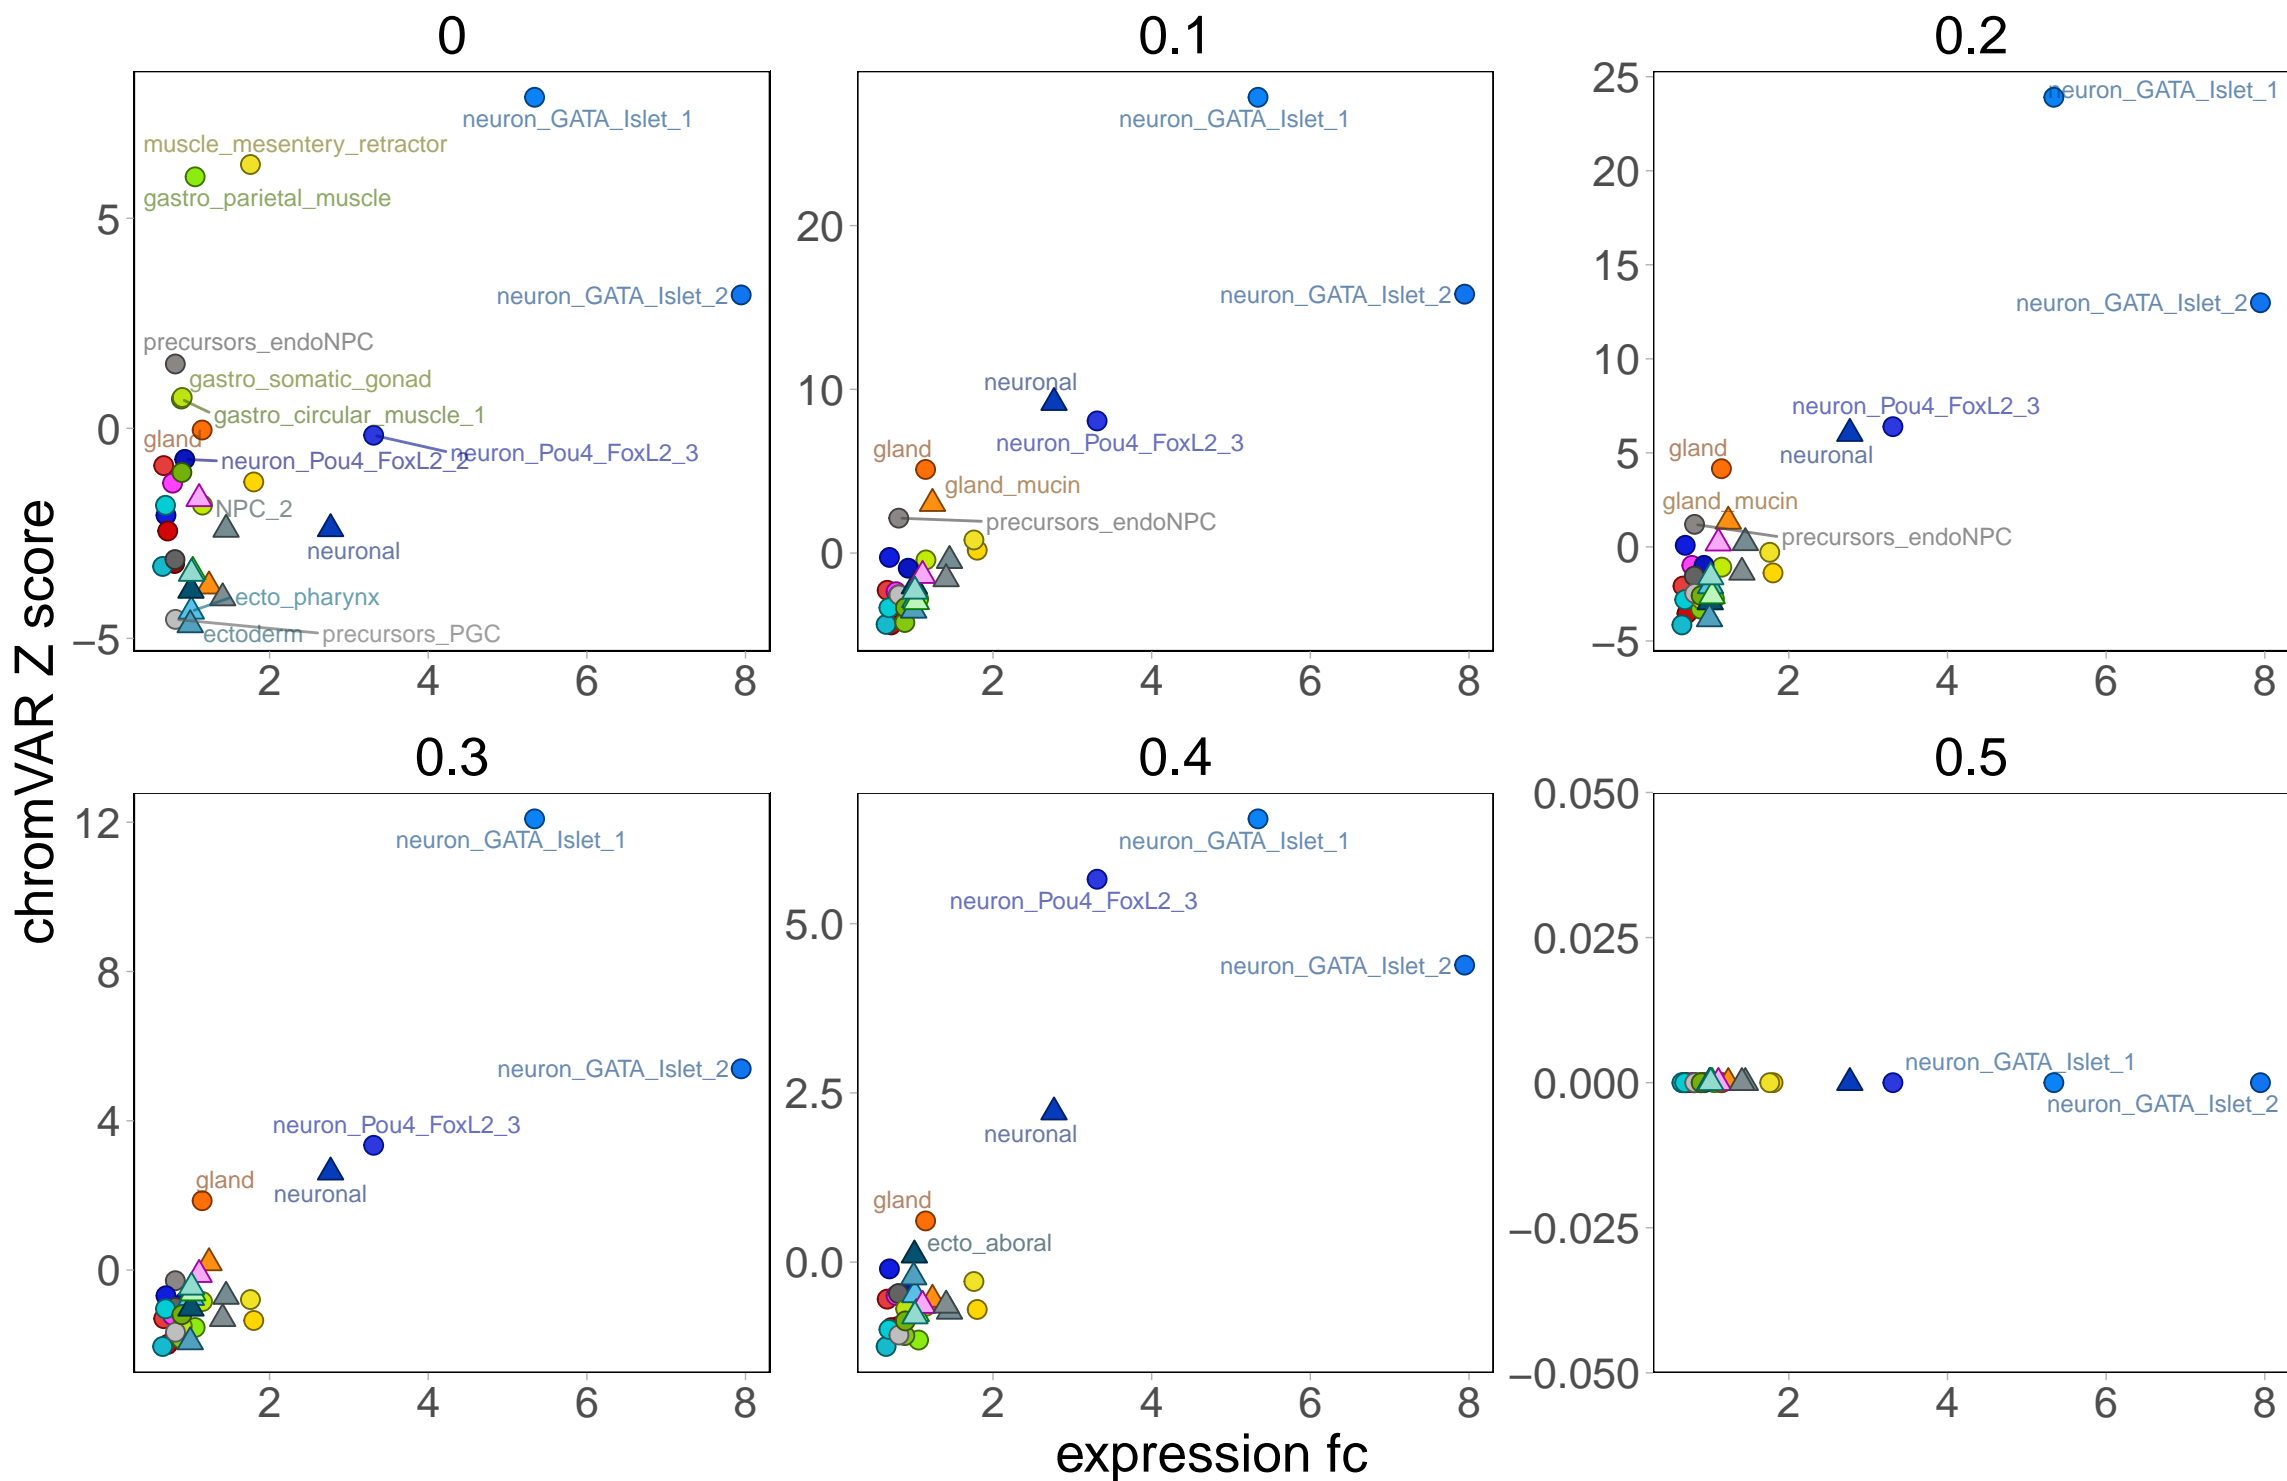 0
0.1
0.2
chromVAR Z score
5
0
−5
neuron_GATA_Islet_1
muscle_mesentery_retractor
gastro_parietal_muscle
neuron_GATA_Islet_2
precursors_endoNPC
gastro_somatic_gonad
gastro_circular_muscle_1
gland
neuron_Pou4_FoxL2_2
neuron_Pou4_FoxL2_3
NPC_2
neuronal
ecto_pharynx
ectoderm
precursors_PGC
2 4 6 8
20
10
0
neuron_GATA_Islet_1
neuron_GATA_Islet_2
neuronal
neuron_Pou4_FoxL2_3
gland
gland_mucin
precursors_endoNPC
2 4 6 8
25
20
15
10
5
0
−5
neuron_GATA_Islet_1
neuron_GATA_Islet_2
neuron_Pou4_FoxL2_3
neuronal
gland
gland_mucin
precursors_endoNPC
2 4 6 8
0.3
0.4
0.5
12
8
4
0
neuron_GATA_Islet_1
neuron_GATA_Islet_2
neuron_Pou4_FoxL2_3
gland
neuronal
2 4 6 8
5.0
2.5
0.0
neuron_GATA_Islet_1
neuron_Pou4_FoxL2_3
neuron_GATA_Islet_2
neuronal
gland
ecto_aboral
2 4 6 8
0.050
0.025
0.000
−0.025
−0.050
neuron_GATA_Islet_1
neuron_GATA_Islet_2
2 4 6 8
expression fc